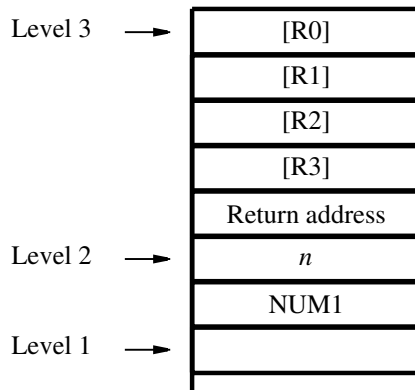 Level 3 [R0]
[R1]
[R2]
[R3]
Return address
Level 2 n
NUM1
Level 1